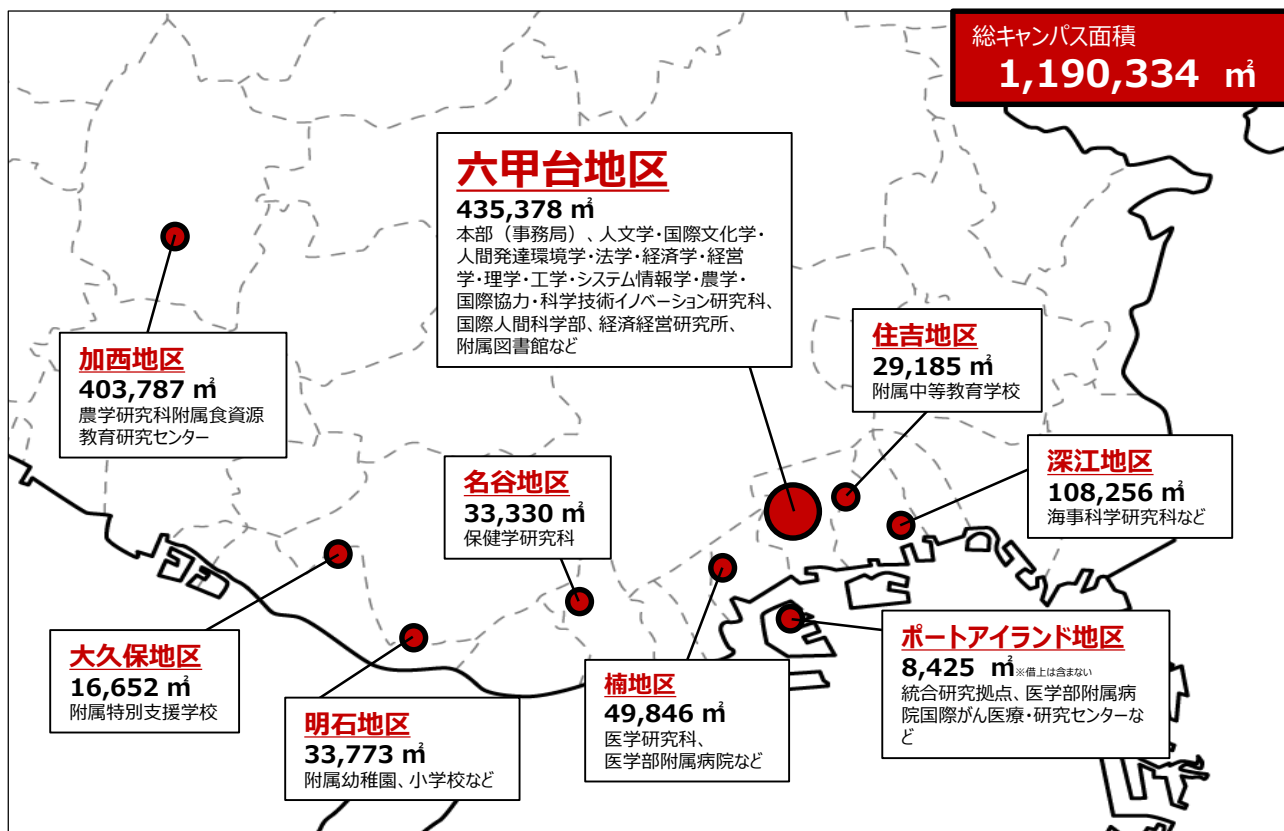 総キャンパス面積
1,190,334 ㎡
六甲台地区
435,378 ㎡
本部（事務局）、人文学・国際文化学・
人間発達環境学・法学・経済学・経営
学・理学・工学・システム情報学・農学・
国際協力・科学技術イノベーション研究科、
国際人間科学部、経済経営研究所、
附属図書館など
加西地区
403,787 ㎡
農学研究科附属食資源
教育研究センター
住吉地区
29,185 ㎡
附属中等教育学校
名谷地区
33,330 ㎡
保健学研究科
深江地区
108,256 ㎡
海事科学研究科など
大久保地区
16,652 ㎡
附属特別支援学校
明石地区
33,773 ㎡
附属幼稚園、小学校など
楠地区
49,846 ㎡
医学研究科、
医学部附属病院など
ポートアイランド地区
8,425 ㎡※借上は含まない
統合研究拠点、医学部附属病
院国際がん医療・研究センターな
ど